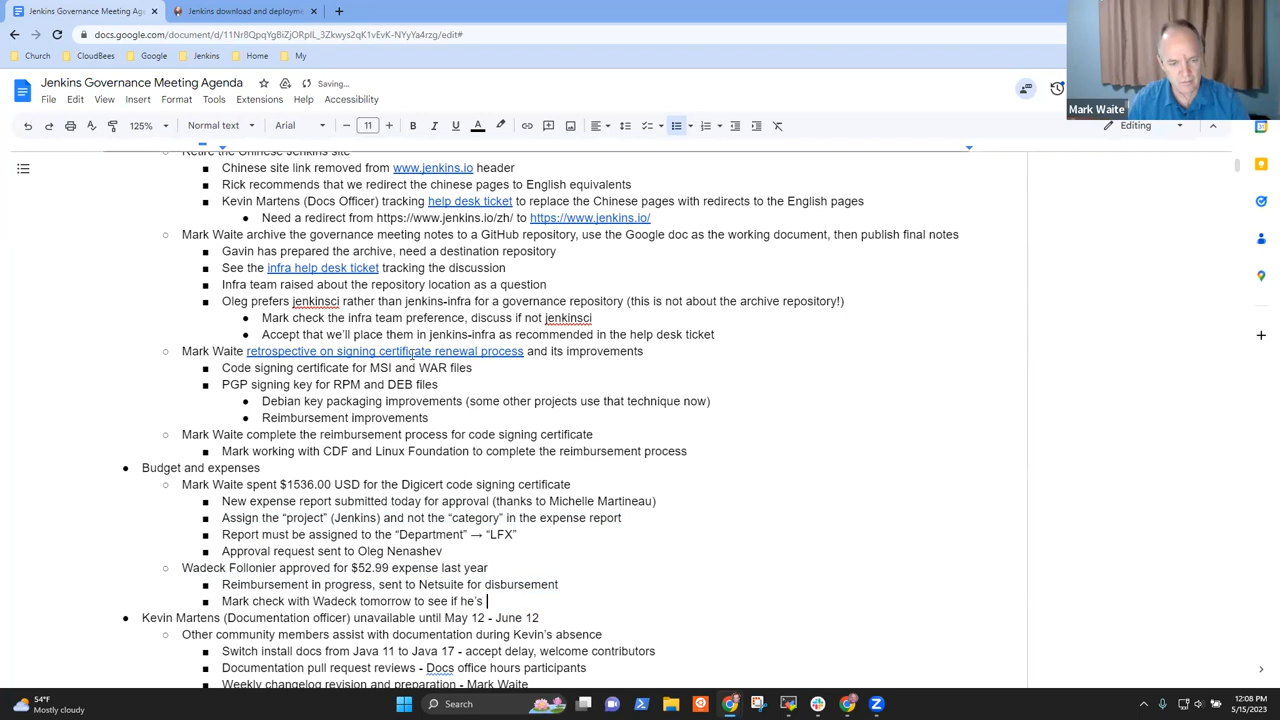 Jenkins Governance Meeting Age
Jenkins download and deployme
docs.google.com/document/d/11Nr8QpqYgBiZjORpIL_3Zkwys2qK1vEvK-NYyYa4rzg/edit#
Church
CloudBees
Google
Jenkins
Home
My
Jenkins Governance Meeting Agenda
Saving...
File Edit View Insert Format Tools Extensions Help Accessibility
125% Normal text Arial 11 Editing
Mark Waite
Retire the Chinese Jenkins site
Chinese site link removed from www.jenkins.io header
Rick recommends that we redirect the chinese pages to English equivalents
Kevin Martens (Docs Officer) tracking help desk ticket to replace the Chinese pages with redirects to the English pages
Need a redirect from https://www.jenkins.io/zh/ to https://www.jenkins.io/
Mark Waite archive the governance meeting notes to a GitHub repository, use the Google doc as the working document, then publish final notes
Gavin has prepared the archive, need a destination repository
See the infra help desk ticket tracking the discussion
Infra team raised about the repository location as a question
Oleg prefers jenkinsci rather than jenkins-infra for a governance repository (this is not about the archive repository!)
Mark check the infra team preference, discuss if not jenkinsci
Accept that we'll place them in jenkins-infra as recommended in the help desk ticket
Mark Waite retrospective on signing certificate renewal process and its improvements
Code signing certificate for MSI and WAR files
PGP signing key for RPM and DEB files
Debian key packaging improvements (some other projects use that technique now)
Reimbursement improvements
Mark Waite complete the reimbursement process for code signing certificate
Mark working with CDF and Linux Foundation to complete the reimbursement process
Budget and expenses
Mark Waite spent $1536.00 USD for the Digicert code signing certificate
New expense report submitted today for approval (thanks to Michelle Martineau)
Assign the “project” (Jenkins) and not the “category” in the expense report
Report must be assigned to the “Department” → “LFX”
Approval request sent to Oleg Nenashev
Wadeck Follonier approved for $52.99 expense last year
Reimbursement in progress, sent to Netsuite for disbursement
Mark check with Wadeck tomorrow to see if he's
Kevin Martens (Documentation officer) unavailable until May 12 - June 12
Other community members assist with documentation during Kevin's absence
Switch install docs from Java 11 to Java 17 - accept delay, welcome contributors
Documentation pull request reviews - Docs office hours participants
Weekly changelog revision and preparation - Mark Waite
54°F
Mostly cloudy
Search
12:08 PM
5/15/2023